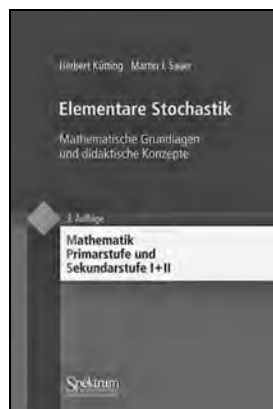 Herbert Kütting Martin J. Sauer
Elementare Stochastik
Mathematische Grundlagen
und didaktische Konzepte
3. Auflage
Mathematik
Primarstufe und
Sekundarstufe I+II
Spektrum